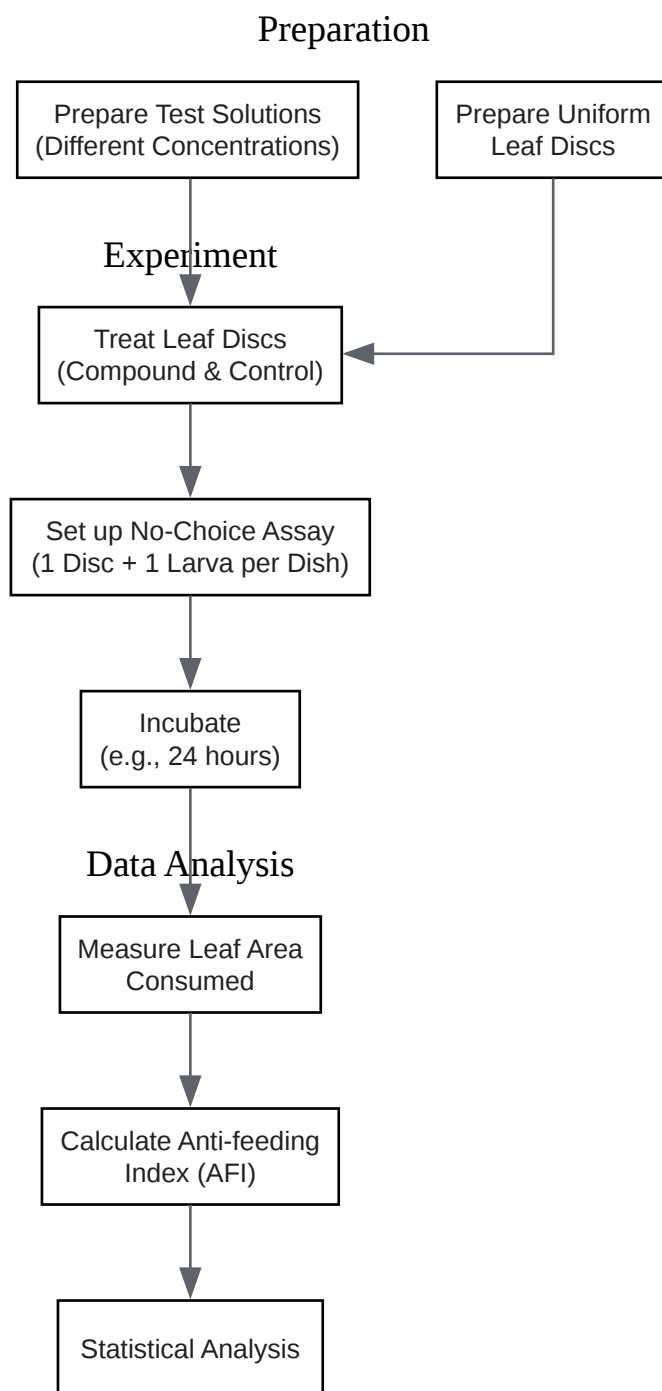 Preparation
Prepare Test Solutions
(Different Concentrations)
Prepare Uniform
Leaf Discs
Experiment
Treat Leaf Discs
(Compound & Control)
Set up No-Choice Assay
(1 Disc + 1 Larva per Dish)
Incubate
(e.g., 24 hours)
Data Analysis
Measure Leaf Area
Consumed
Calculate Anti-feeding
Index (AFI)
Statistical Analysis